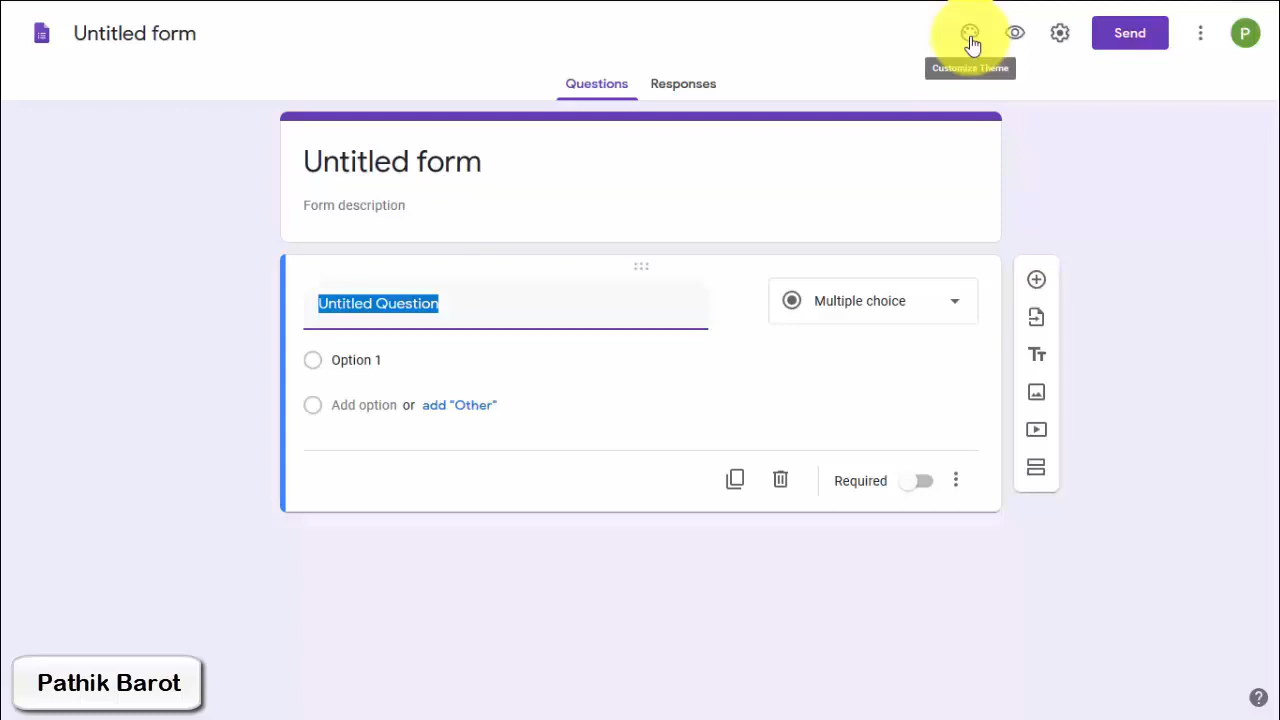 Untitled form
Send
P
Customize Theme
Questions
Responses
Untitled form
Form description
Untitled Question
Multiple choice
Option 1
Add option or add "Other"
Tт
Required
Pathik Barot
?